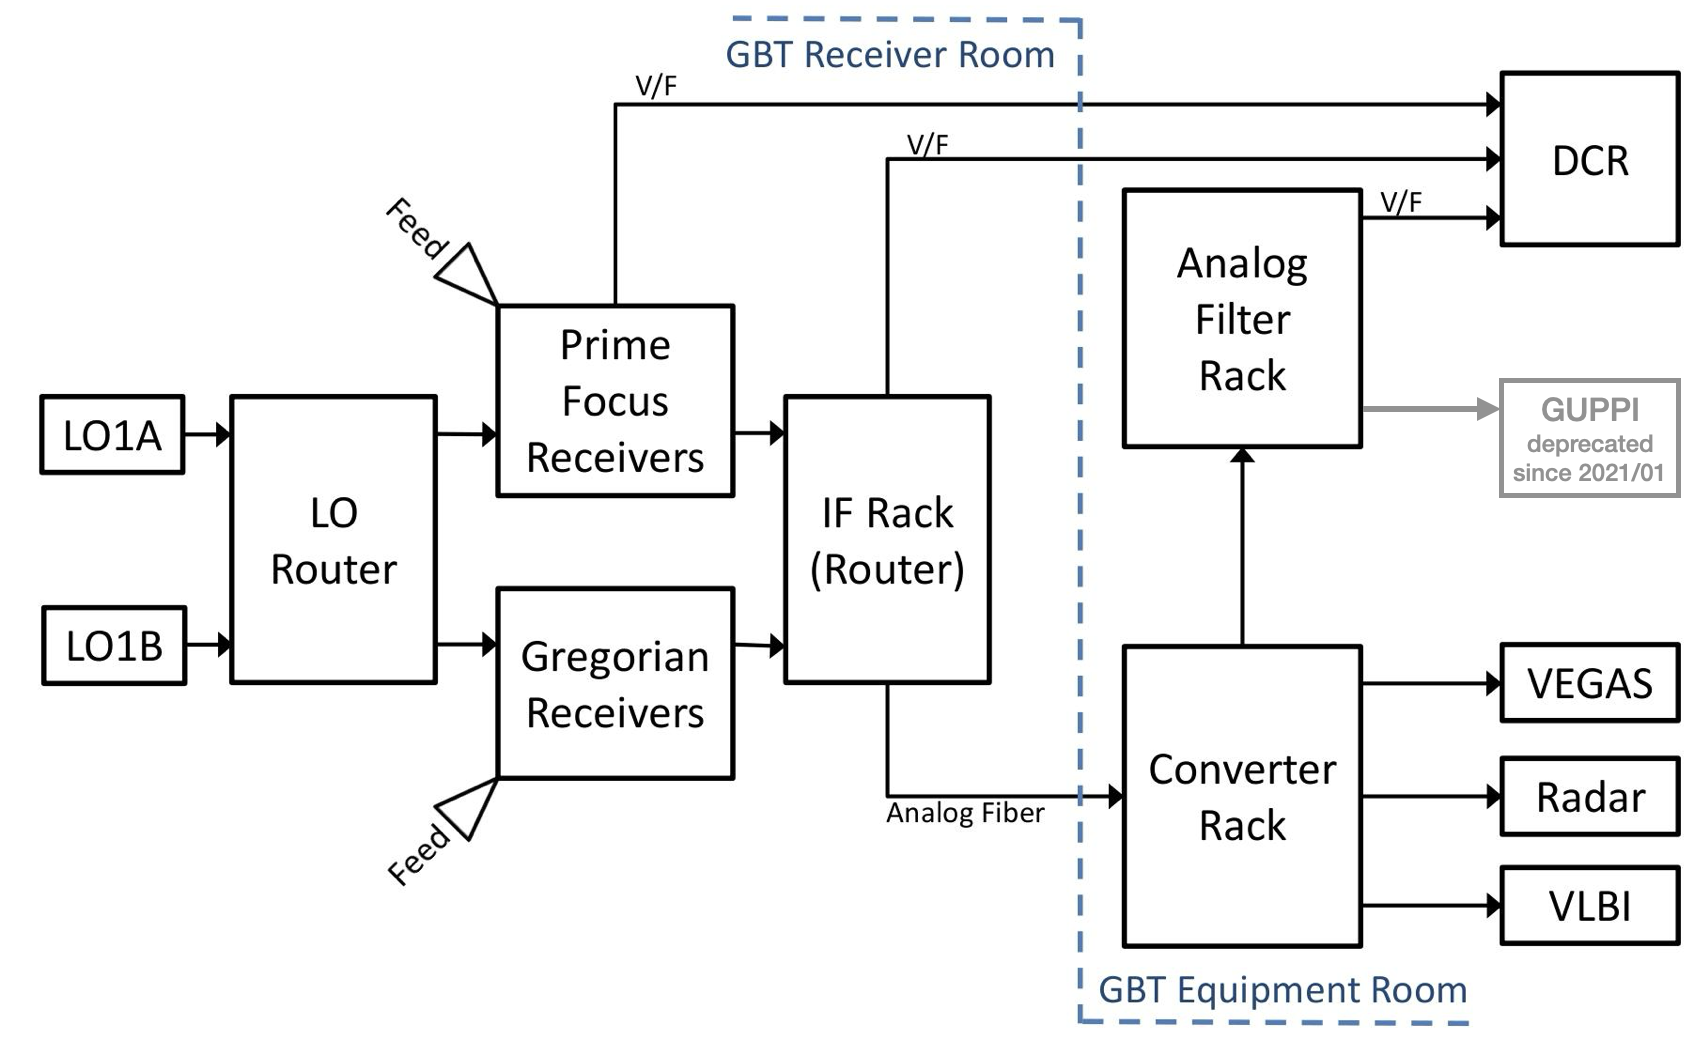 GBT Receiver Room
V/F
V/F
DCR
V/F
Feed
Analog
Filter
Rack
Prime
Focus
Receivers
LO1A
GUPPI
deprecated
since 2021/01
LO
Router
IF Rack
(Router)
LO1B
Gregorian
Receivers
VEGAS
Converter
Rack
Radar
Analog Fiber
Feed
VLBI
GBT Equipment Room